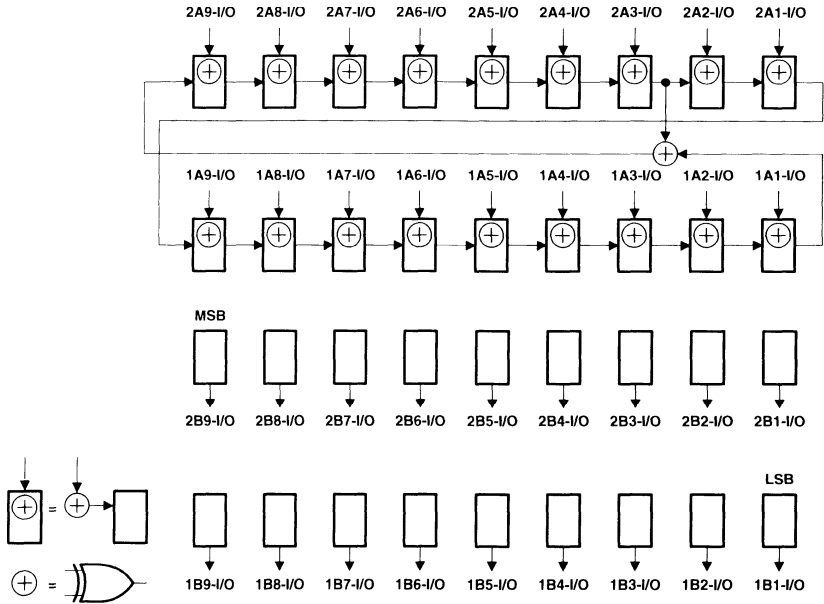 2A9-I/O 2A8-I/O 2A7-I/O 2A6-I/O 2A5-I/O 2A4-I/O 2A3-I/O 2A2-I/O 2A1-I/O
1A9-I/O 1A8-I/O 1A7-I/O 1A6-I/O 1A5-I/O 1A4-I/O 1A3-I/O 1A2-I/O 1A1-I/O
MSB
2B9-I/O 2B8-I/O 2B7-I/O 2B6-I/O 2B5-I/O 2B4-I/O 2B3-I/O 2B2-I/O 2B1-I/O
LSB
=
=
1B9-I/O 1B8-I/O 1B7-I/O 1B6-I/O 1B5-I/O 1B4-I/O 1B3-I/O 1B2-I/O 1B1-I/O